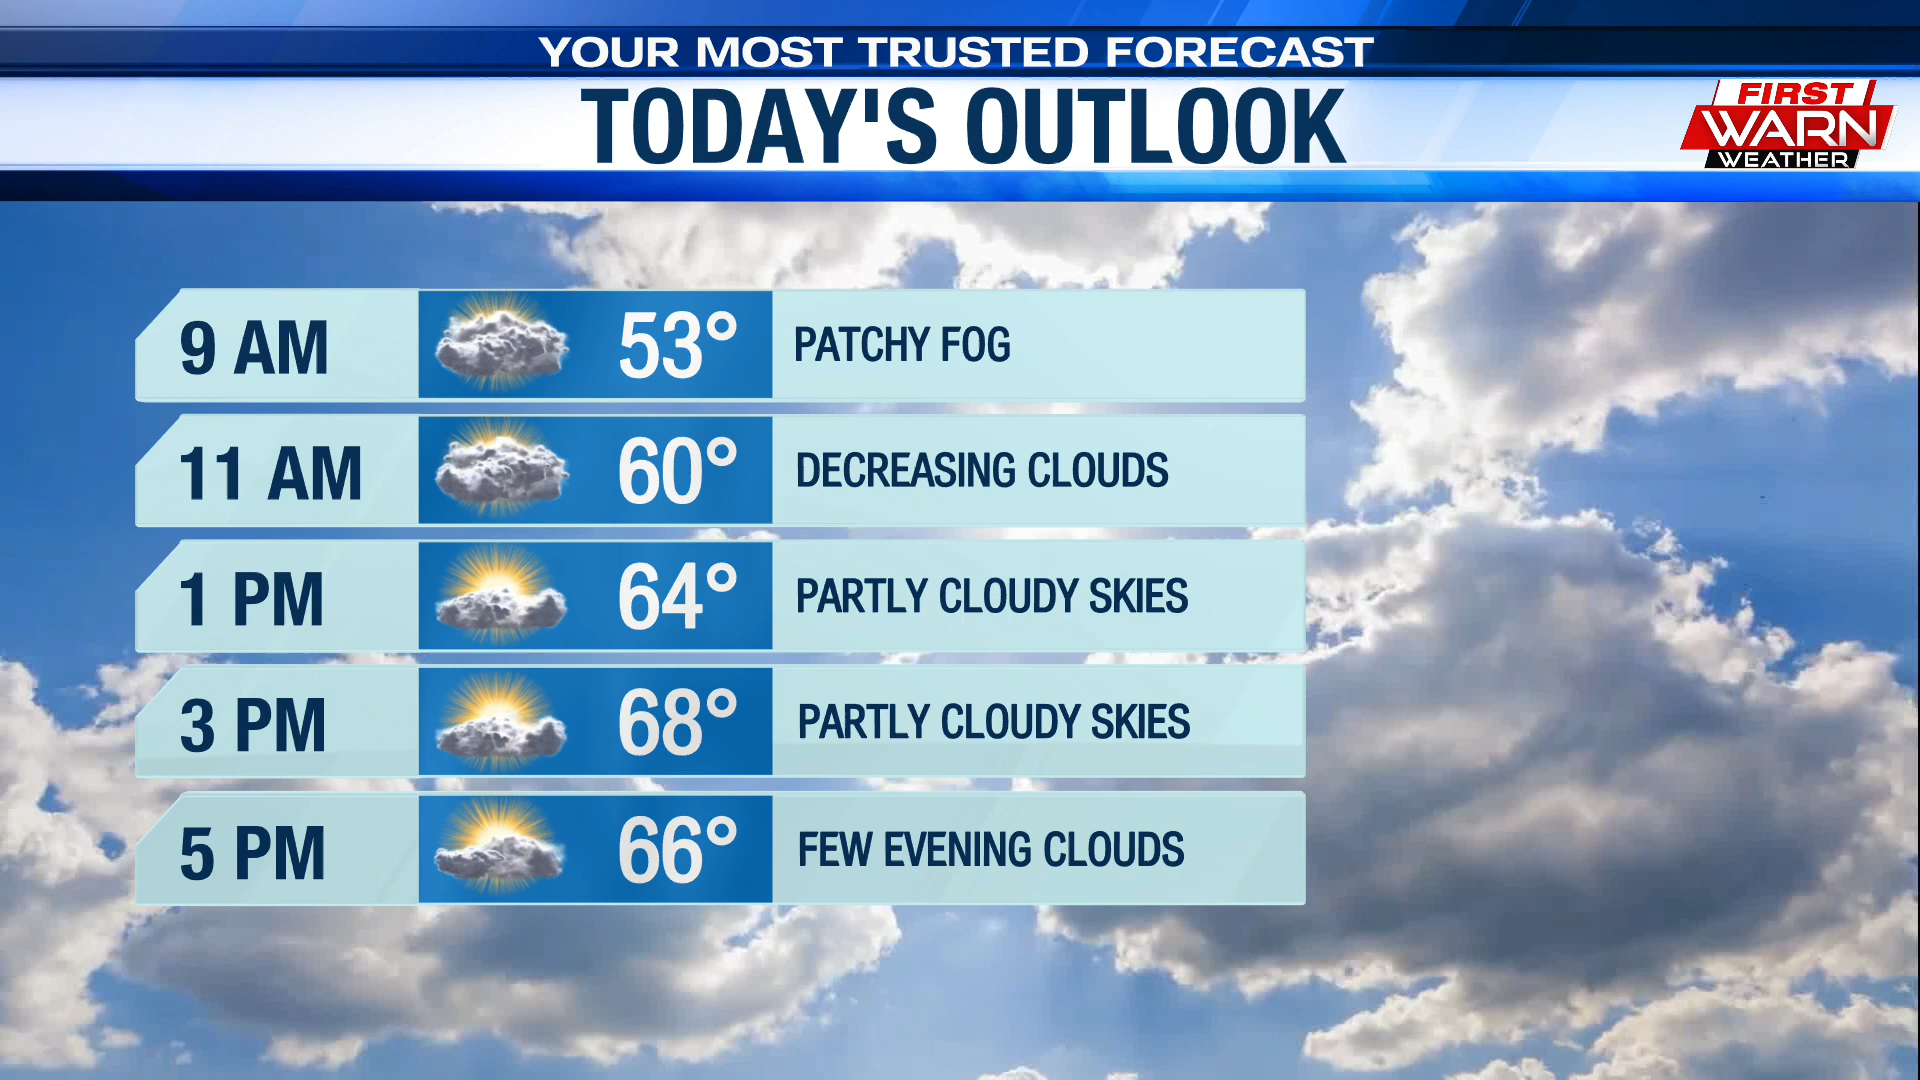 YOUR MOST TRUSTED FORECAST
TODAY'S OUTLOOK
FIRST
WARN
WEATHER
9 AM 53° PATCHY FOG
11 AM 60° DECREASING CLOUDS
1 PM 64° PARTLY CLOUDY SKIES
3 PM 68° PARTLY CLOUDY SKIES
5 PM 66° FEW EVENING CLOUDS